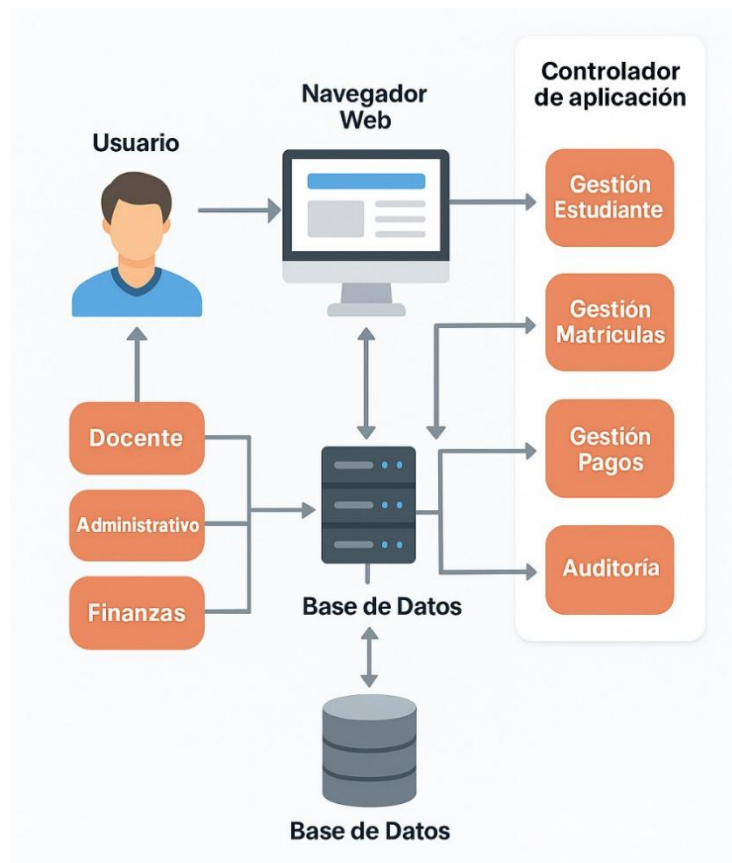 Usuario
Navegador
Web
Controlador
de aplicación
Gestión
Estudiante
Gestión
Matrículas
Gestión
Pagos
Auditoría
Docente
Administrativo
Finanzas
Base de Datos
Base de Datos